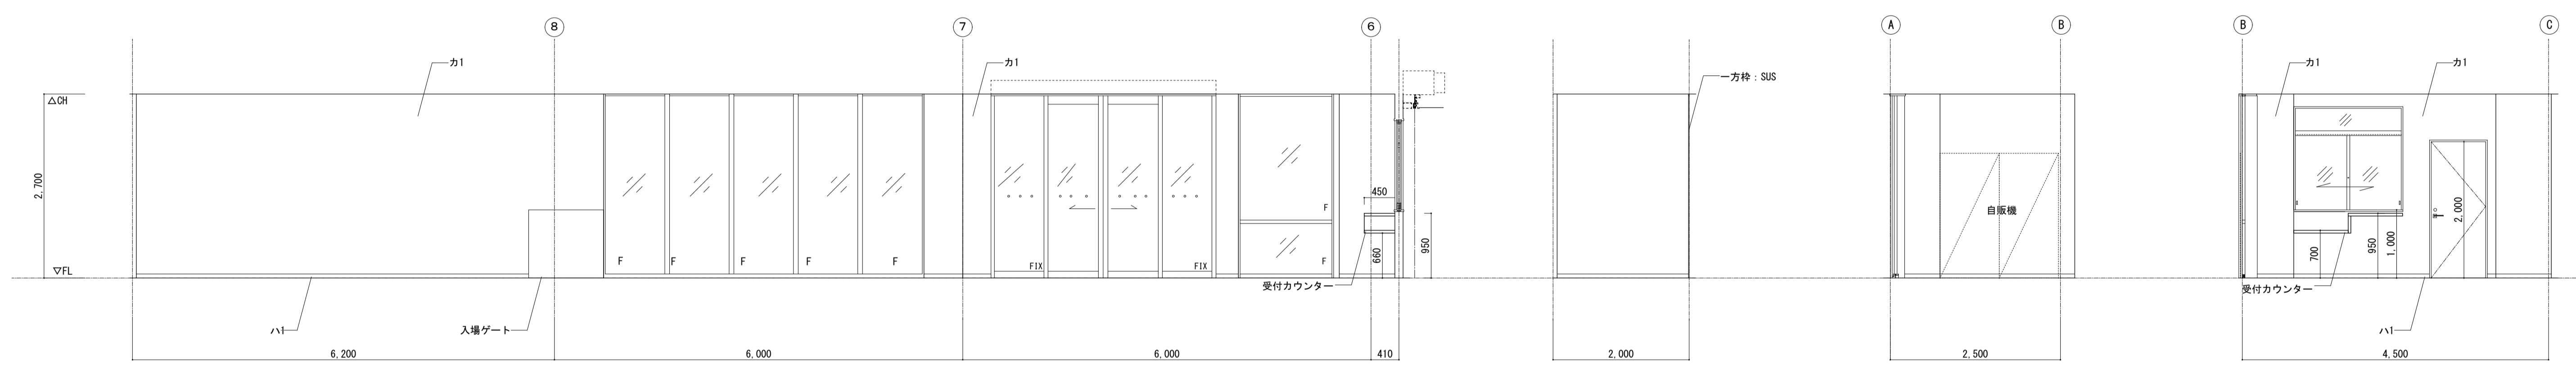 8
7
6
A
B
B
C
カ1
カ1
一方枠：SUS
カ1
カ1
△CH
2,700
▽FL
F
F
F
F
F
FIX
FIX
F
F
450
660
950
受付カウンター
自販機
700
950
1,000
2,000
受付カウンター
ハ1
入場ゲート
ハ1
6,200
6,000
6,000
410
2,000
2,500
4,500